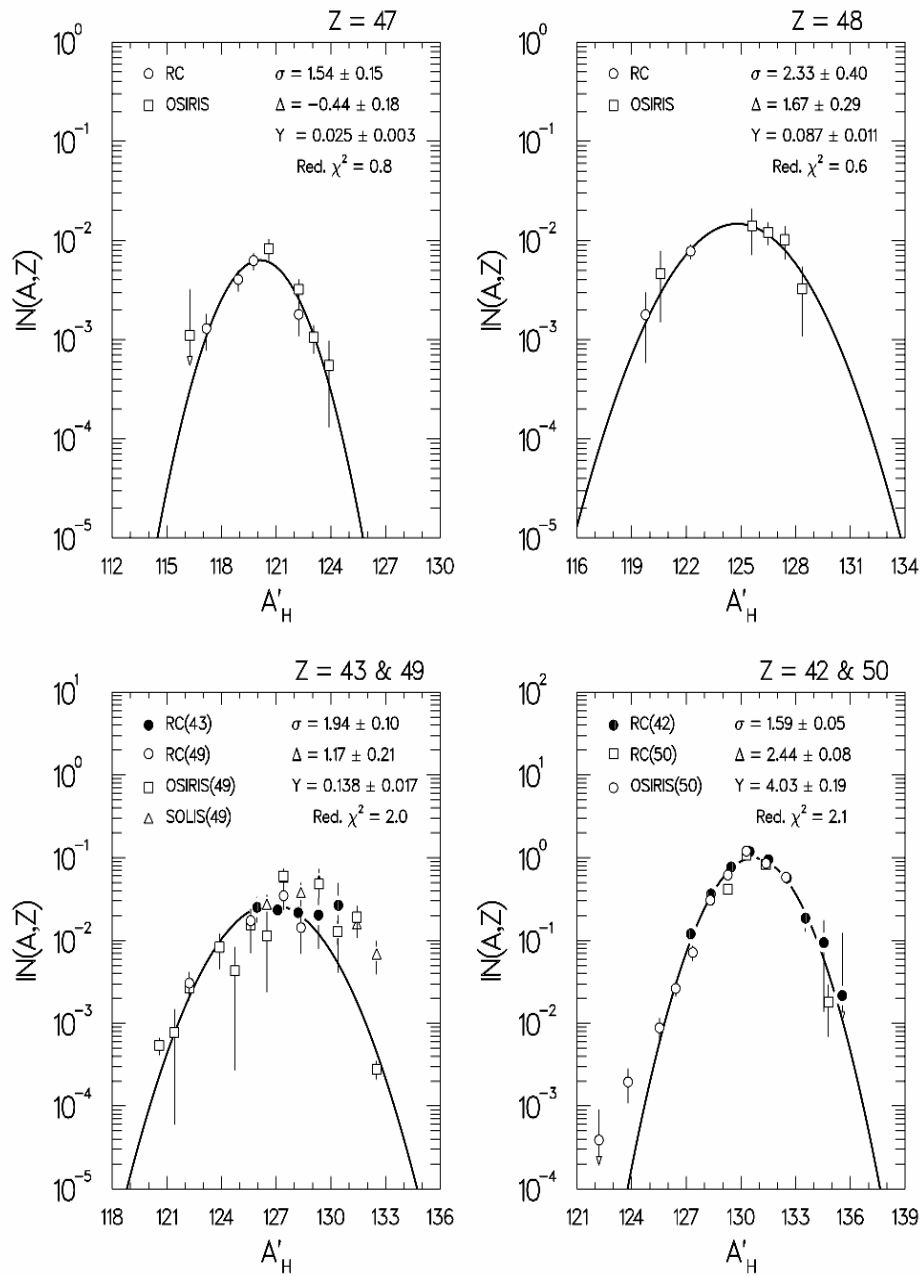 Z = 47
10⁰
10⁻¹
10⁻²
10⁻³
10⁻⁴
10⁻⁵
IN(A,Z)
RC
OSIRIS
σ = 1.54 ± 0.15
Δ = −0.44 ± 0.18
Y = 0.025 ± 0.003
Red. χ² = 0.8
112 115 118 121 124 127 130
A'H
Z = 48
10⁰
10⁻¹
10⁻²
10⁻³
10⁻⁴
10⁻⁵
IN(A,Z)
RC
OSIRIS
σ = 2.33 ± 0.40
Δ = 1.67 ± 0.29
Y = 0.087 ± 0.011
Red. χ² = 0.6
116 119 122 125 128 131 134
A'H
Z = 43 & 49
10¹
10⁰
10⁻¹
10⁻²
10⁻³
10⁻⁴
10⁻⁵
IN(A,Z)
RC(43)
RC(49)
OSIRIS(49)
SOLIS(49)
σ = 1.94 ± 0.10
Δ = 1.17 ± 0.21
Y = 0.138 ± 0.017
Red. χ² = 2.0
118 121 124 127 130 133 136
A'H
Z = 42 & 50
10²
10¹
10⁰
10⁻¹
10⁻²
10⁻³
10⁻⁴
IN(A,Z)
RC(42)
RC(50)
OSIRIS(50)
σ = 1.59 ± 0.05
Δ = 2.44 ± 0.08
Y = 4.03 ± 0.19
Red. χ² = 2.1
121 124 127 130 133 136 139
A'H